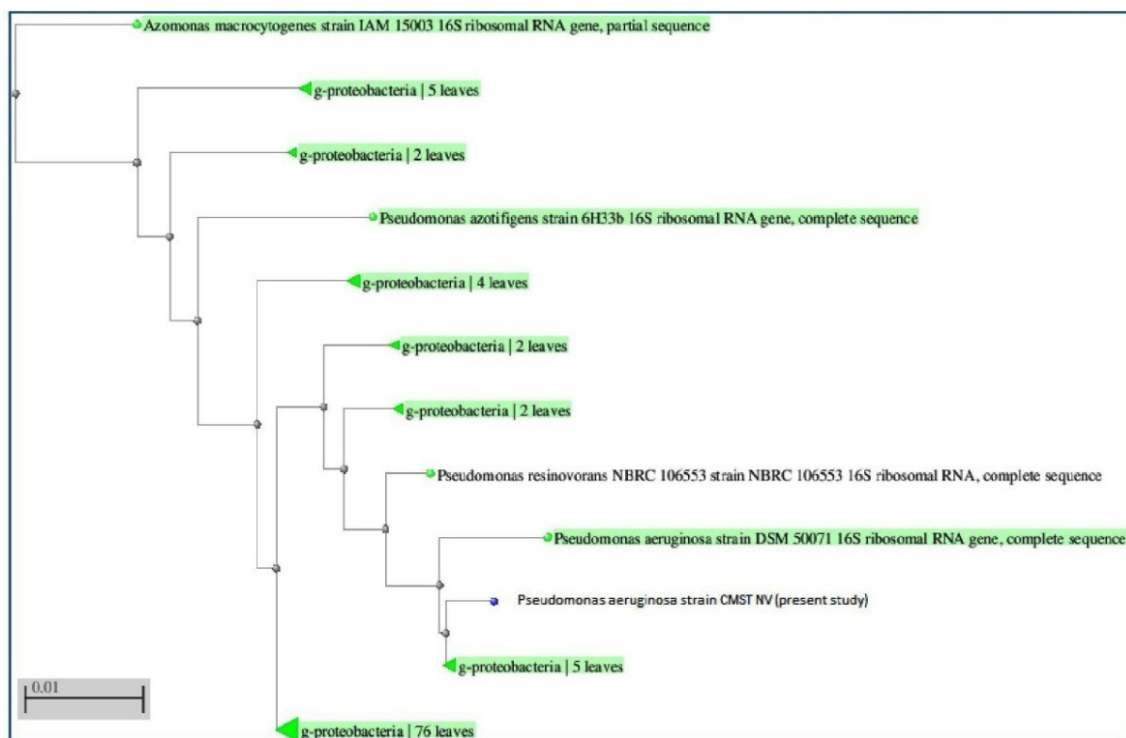 Azomonas macrocytogenes strain IAM 15003 16S ribosomal RNA gene, partial sequence
g-proteobacteria | 5 leaves
g-proteobacteria | 2 leaves
Pseudomonas azotifigens strain 6H33b 16S ribosomal RNA gene, complete sequence
g-proteobacteria | 4 leaves
g-proteobacteria | 2 leaves
g-proteobacteria | 2 leaves
Pseudomonas resinovorans NBRC 106553 strain NBRC 106553 16S ribosomal RNA, complete sequence
Pseudomonas aeruginosa strain DSM 50071 16S ribosomal RNA gene, complete sequence
Pseudomonas aeruginosa strain CMST NV (present study)
g-proteobacteria | 5 leaves
0.01
g-proteobacteria | 76 leaves